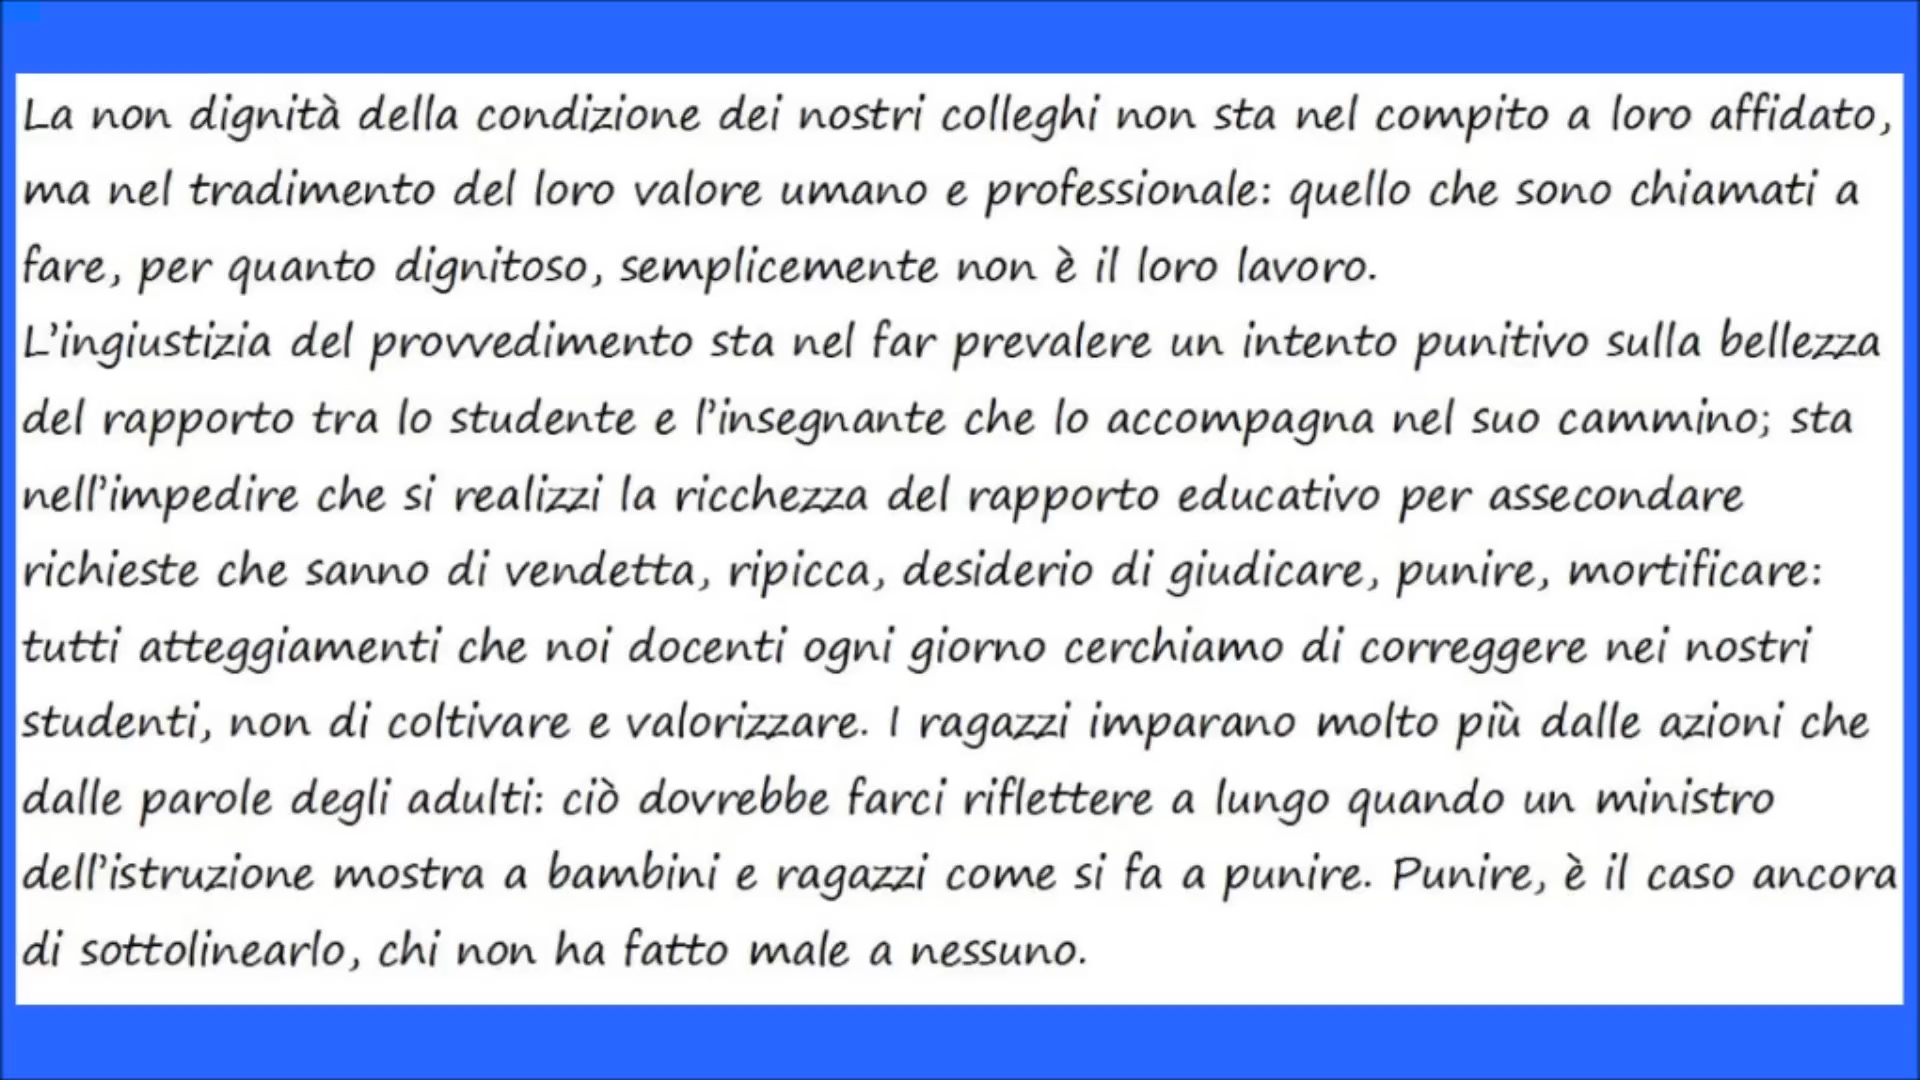 La non dignità della condizione dei nostri colleghi non sta nel compito a loro affidato,
ma nel tradimento del loro valore umano e professionale: quello che sono chiamati a
fare, per quanto dignitoso, semplicemente non è il loro lavoro.
L’ingiustizia del provvedimento sta nel far prevalere un intento punitivo sulla bellezza
del rapporto tra lo studente e l’insegnante che lo accompagna nel suo cammino; sta
nell’impedire che si realizzi la ricchezza del rapporto educativo per assecondare
richieste che sanno di vendetta, ripicca, desiderio di giudicare, punire, mortificare:
tutti atteggiamenti che noi docenti ogni giorno cerchiamo di correggere nei nostri
studenti, non di coltivare e valorizzare. I ragazzi imparano molto più dalle azioni che
dalle parole degli adulti: ciò dovrebbe farci riflettere a lungo quando un ministro
dell’istruzione mostra a bambini e ragazzi come si fa a punire. Punire, è il caso ancora
di sottolinearlo, chi non ha fatto male a nessuno.